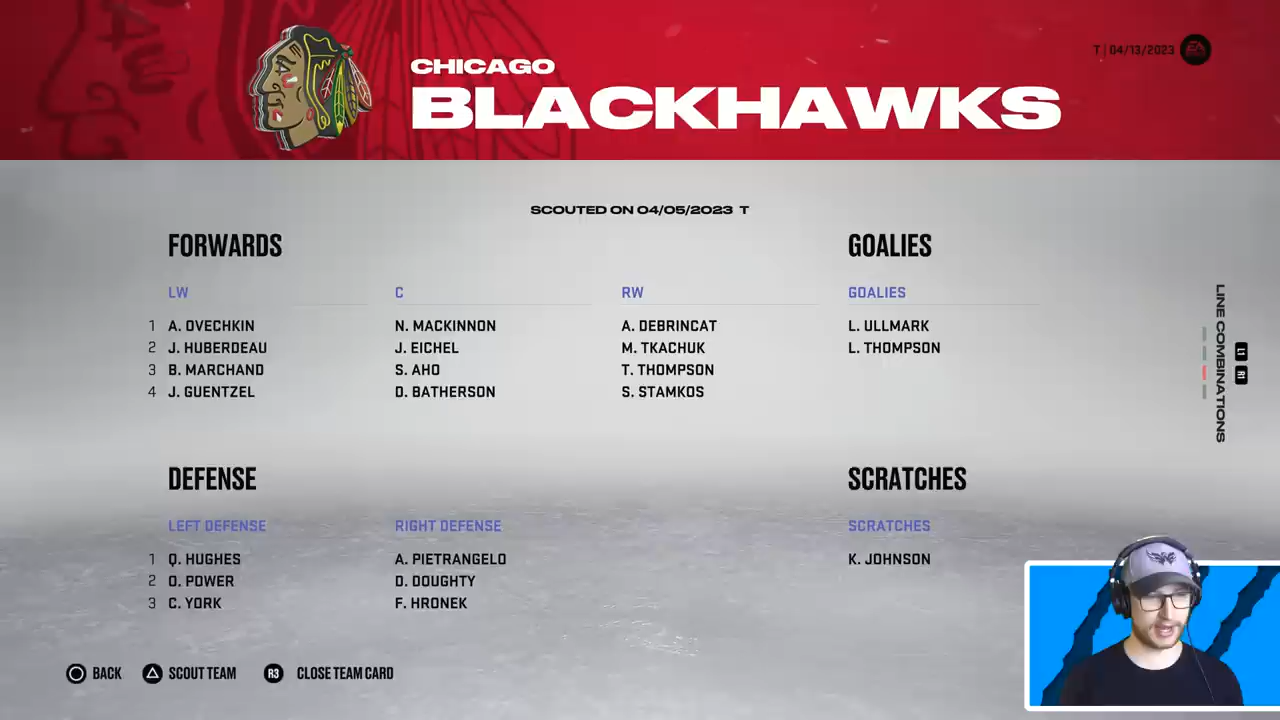 CHICAGO
BLACKHAWKS
T | 04/13/2023
EA
SCOUTED ON 04/05/2023 T
FORWARDS
LW C RW
1 A. OVECHKIN N. MACKINNON A. DEBRINCAT
2 J. HUBERDEAU J. EICHEL M. TKACHUK
3 B. MARCHAND S. AHO T. THOMPSON
4 J. GUENTZEL D. BATHERSON S. STAMKOS
GOALIES
GOALIES
L. ULLMARK
L. THOMPSON
LINE COMBINATIONS
L1
R1
DEFENSE
LEFT DEFENSE RIGHT DEFENSE
1 Q. HUGHES A. PIETRANGELO
2 O. POWER D. DOUGHTY
3 C. YORK F. HRONEK
SCRATCHES
SCRATCHES
K. JOHNSON
BACK SCOUT TEAM R3 CLOSE TEAM CARD